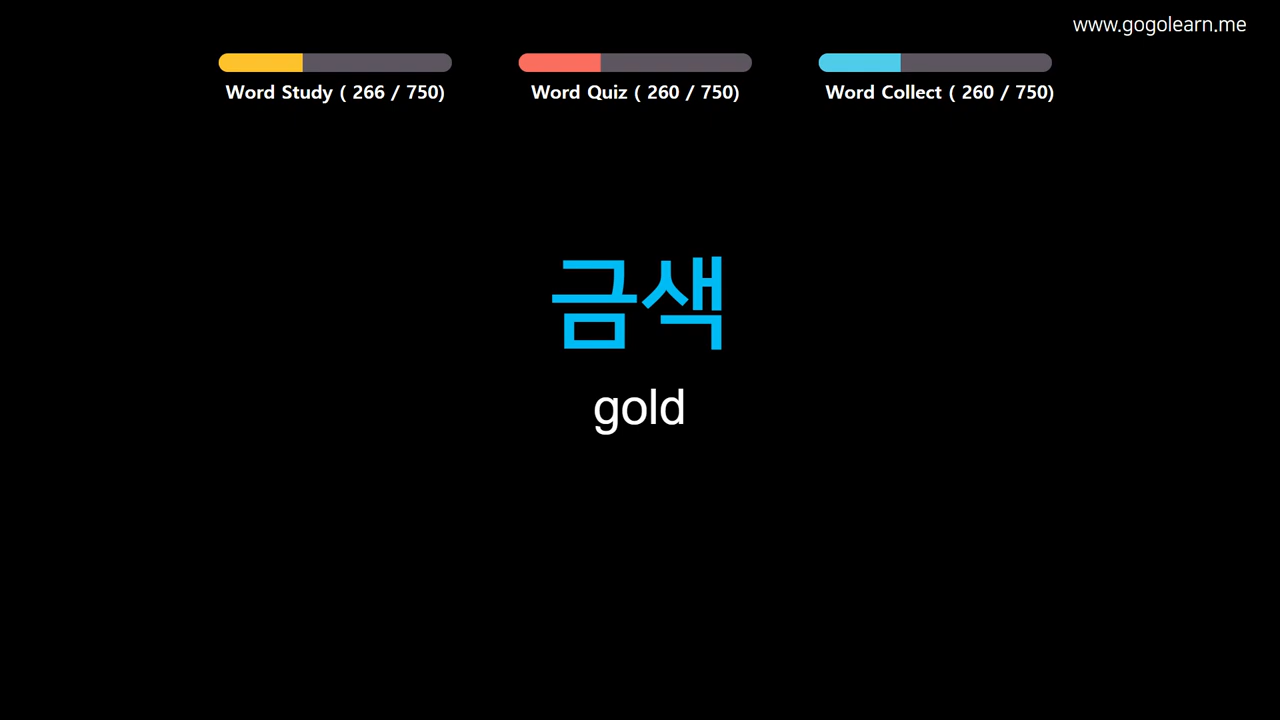 www.gogolearn.me
Word Study ( 266 / 750)
Word Quiz ( 260 / 750)
Word Collect ( 260 / 750)
금색
gold